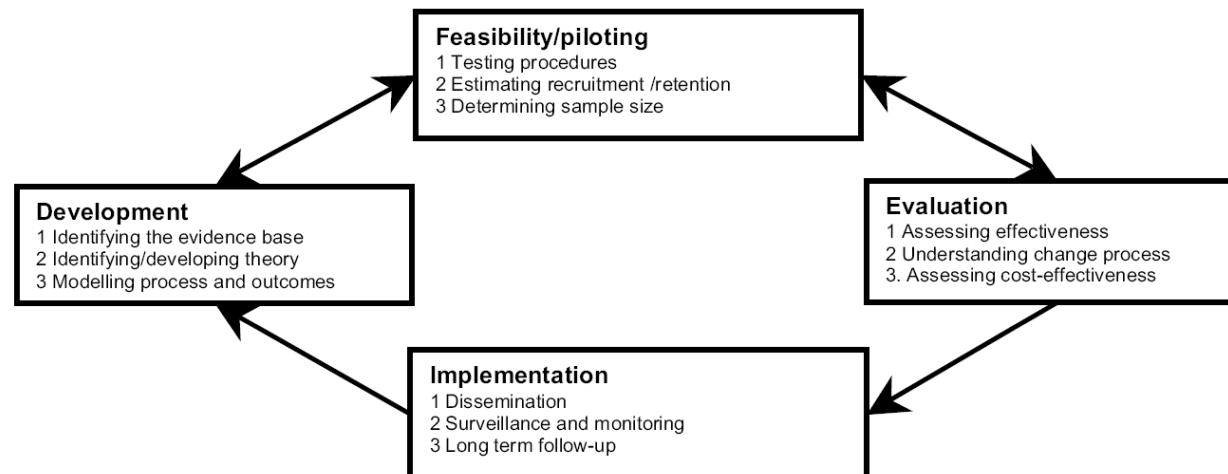 Feasibility/piloting
1 Testing procedures
2 Estimating recruitment /retention
3 Determining sample size
Development
1 Identifying the evidence base
2 Identifying/developing theory
3 Modelling process and outcomes
Evaluation
1 Assessing effectiveness
2 Understanding change process
3. Assessing cost-effectiveness
Implementation
1 Dissemination
2 Surveillance and monitoring
3 Long term follow-up